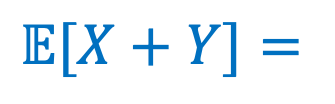 𝔼[X + Y] =